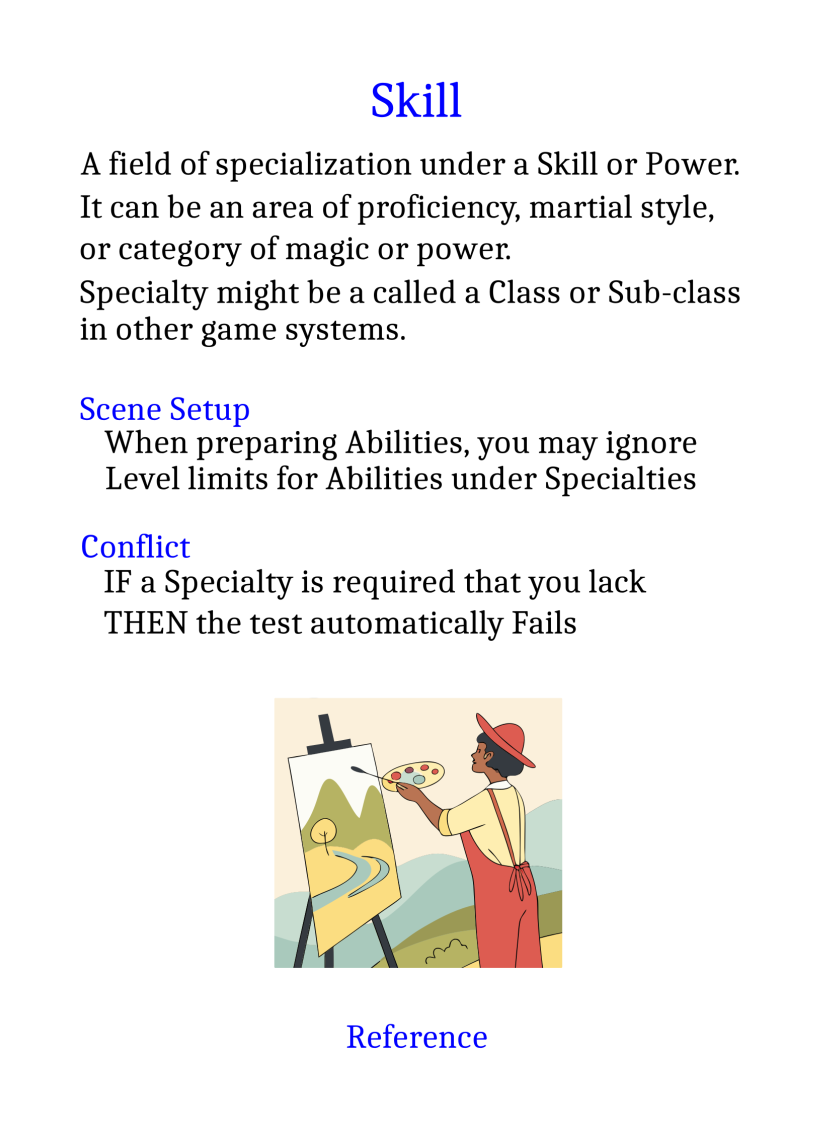 Skill
A field of specialization under a Skill or Power.
It can be an area of proficiency, martial style,
or category of magic or power.
Specialty might be a called a Class or Sub-class
in other game systems.
Scene Setup
When preparing Abilities, you may ignore
Level limits for Abilities under Specialties
Conflict
IF a Specialty is required that you lack
THEN the test automatically Fails
Reference